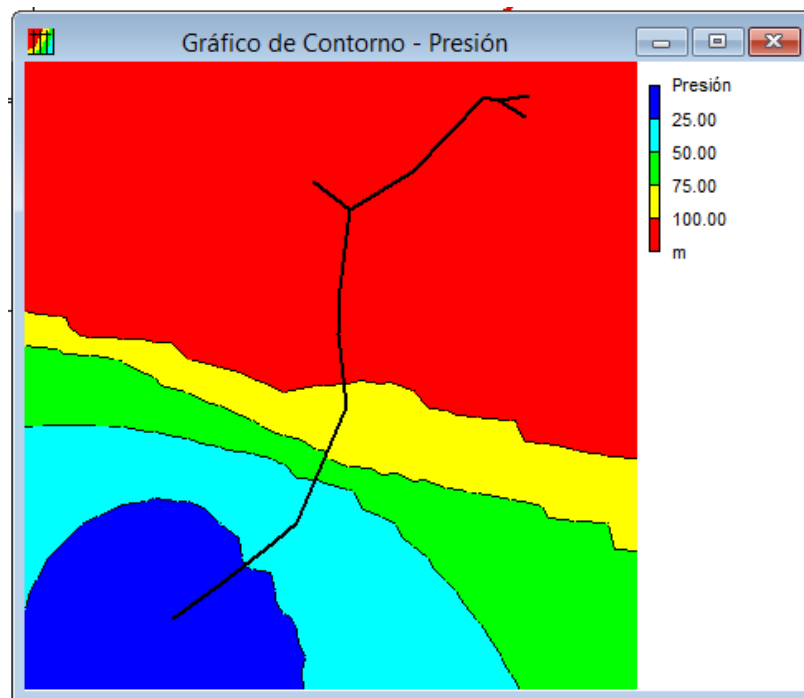 Gráfico de Contorno - Presión
Presión
25.00
50.00
75.00
100.00
m